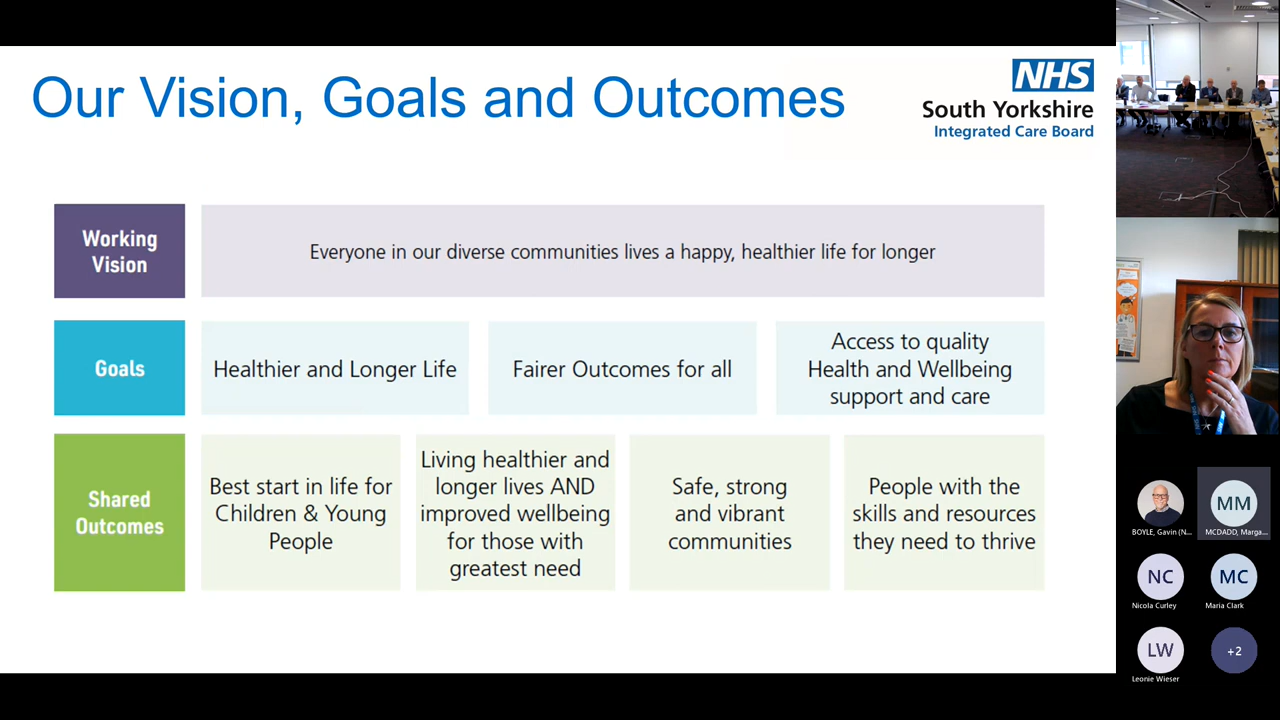 Our Vision, Goals and Outcomes
NHS
South Yorkshire
Integrated Care Board
Working
Vision
Everyone in our diverse communities lives a happy, healthier life for longer
Goals
Healthier and Longer Life
Fairer Outcomes for all
Access to quality
Health and Wellbeing
support and care
Shared
Outcomes
Best start in life for
Children & Young
People
Living healthier and
longer lives AND
improved wellbeing
for those with
greatest need
Safe, strong
and vibrant
communities
People with the
skills and resources
they need to thrive
BOYLE, Gavin (N...
MM
MCDADD, Marga...
NC
Nicola Curley
MC
Maria Clark
LW
Leonie Wieser
+2